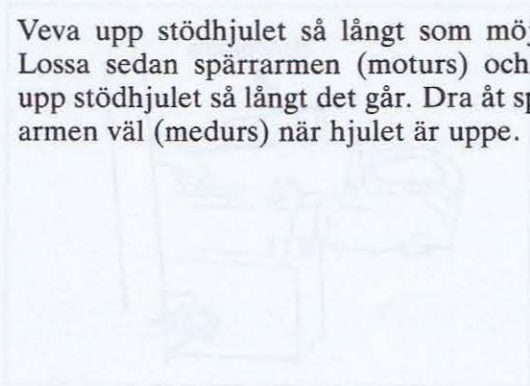 Veva upp stödhjulet så långt som
Lossa sedan spärrarmen (moturs) och
upp stödhjulet så långt det går. Dra åt
armen väl (medurs) när hjulet är uppe.